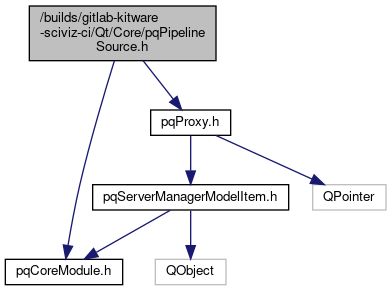 /builds/gitlab-kitware
-sciviz-ci/Qt/Core/pqPipeline
Source.h
pqProxy.h
pqServerManagerModelItem.h
QPointer
pqCoreModule.h
QObject